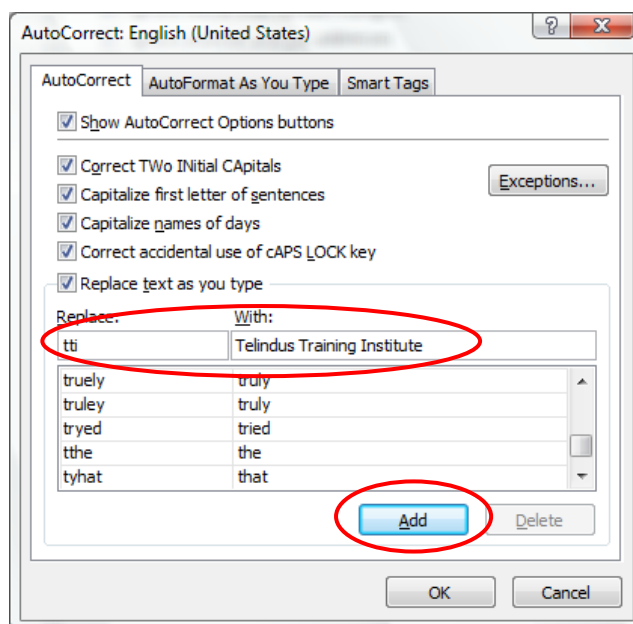 AutoCorrect: English (United States)
AutoCorrect AutoFormat As You Type Smart Tags
Show AutoCorrect Options buttons
Correct TWo INitial CApitals
Exceptions...
Capitalize first letter of sentences
Capitalize names of days
Correct accidental use of cAPS LOCK key
Replace text as you type
Replace: With:
tti Telindus Training Institute
truely truly
truley truly
tryed tried
tthe the
tyhat that
Add Delete
OK Cancel